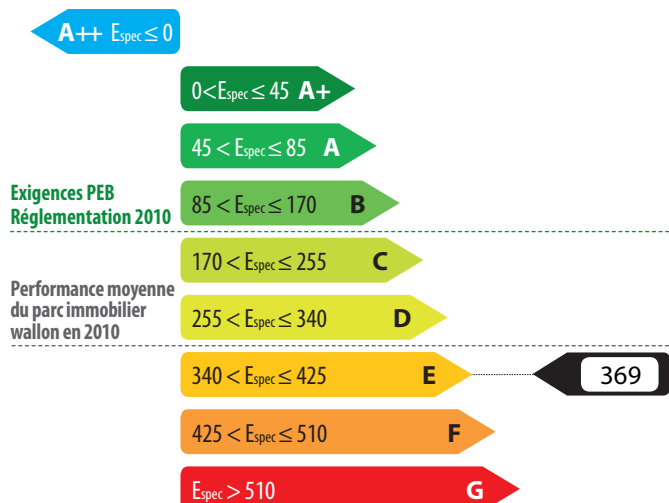 A++ Espec ≤ 0
0<Espec ≤ 45 A+
45 < Espec ≤ 85 A
Exigences PEB
Réglementation 2010
85 < Espec ≤ 170 B
170 < Espec ≤ 255 C
Performance moyenne
du parc immobilier
wallon en 2010
255 < Espec ≤ 340 D
340 < Espec ≤ 425 E
369
425 < Espec ≤ 510 F
Espec > 510 G